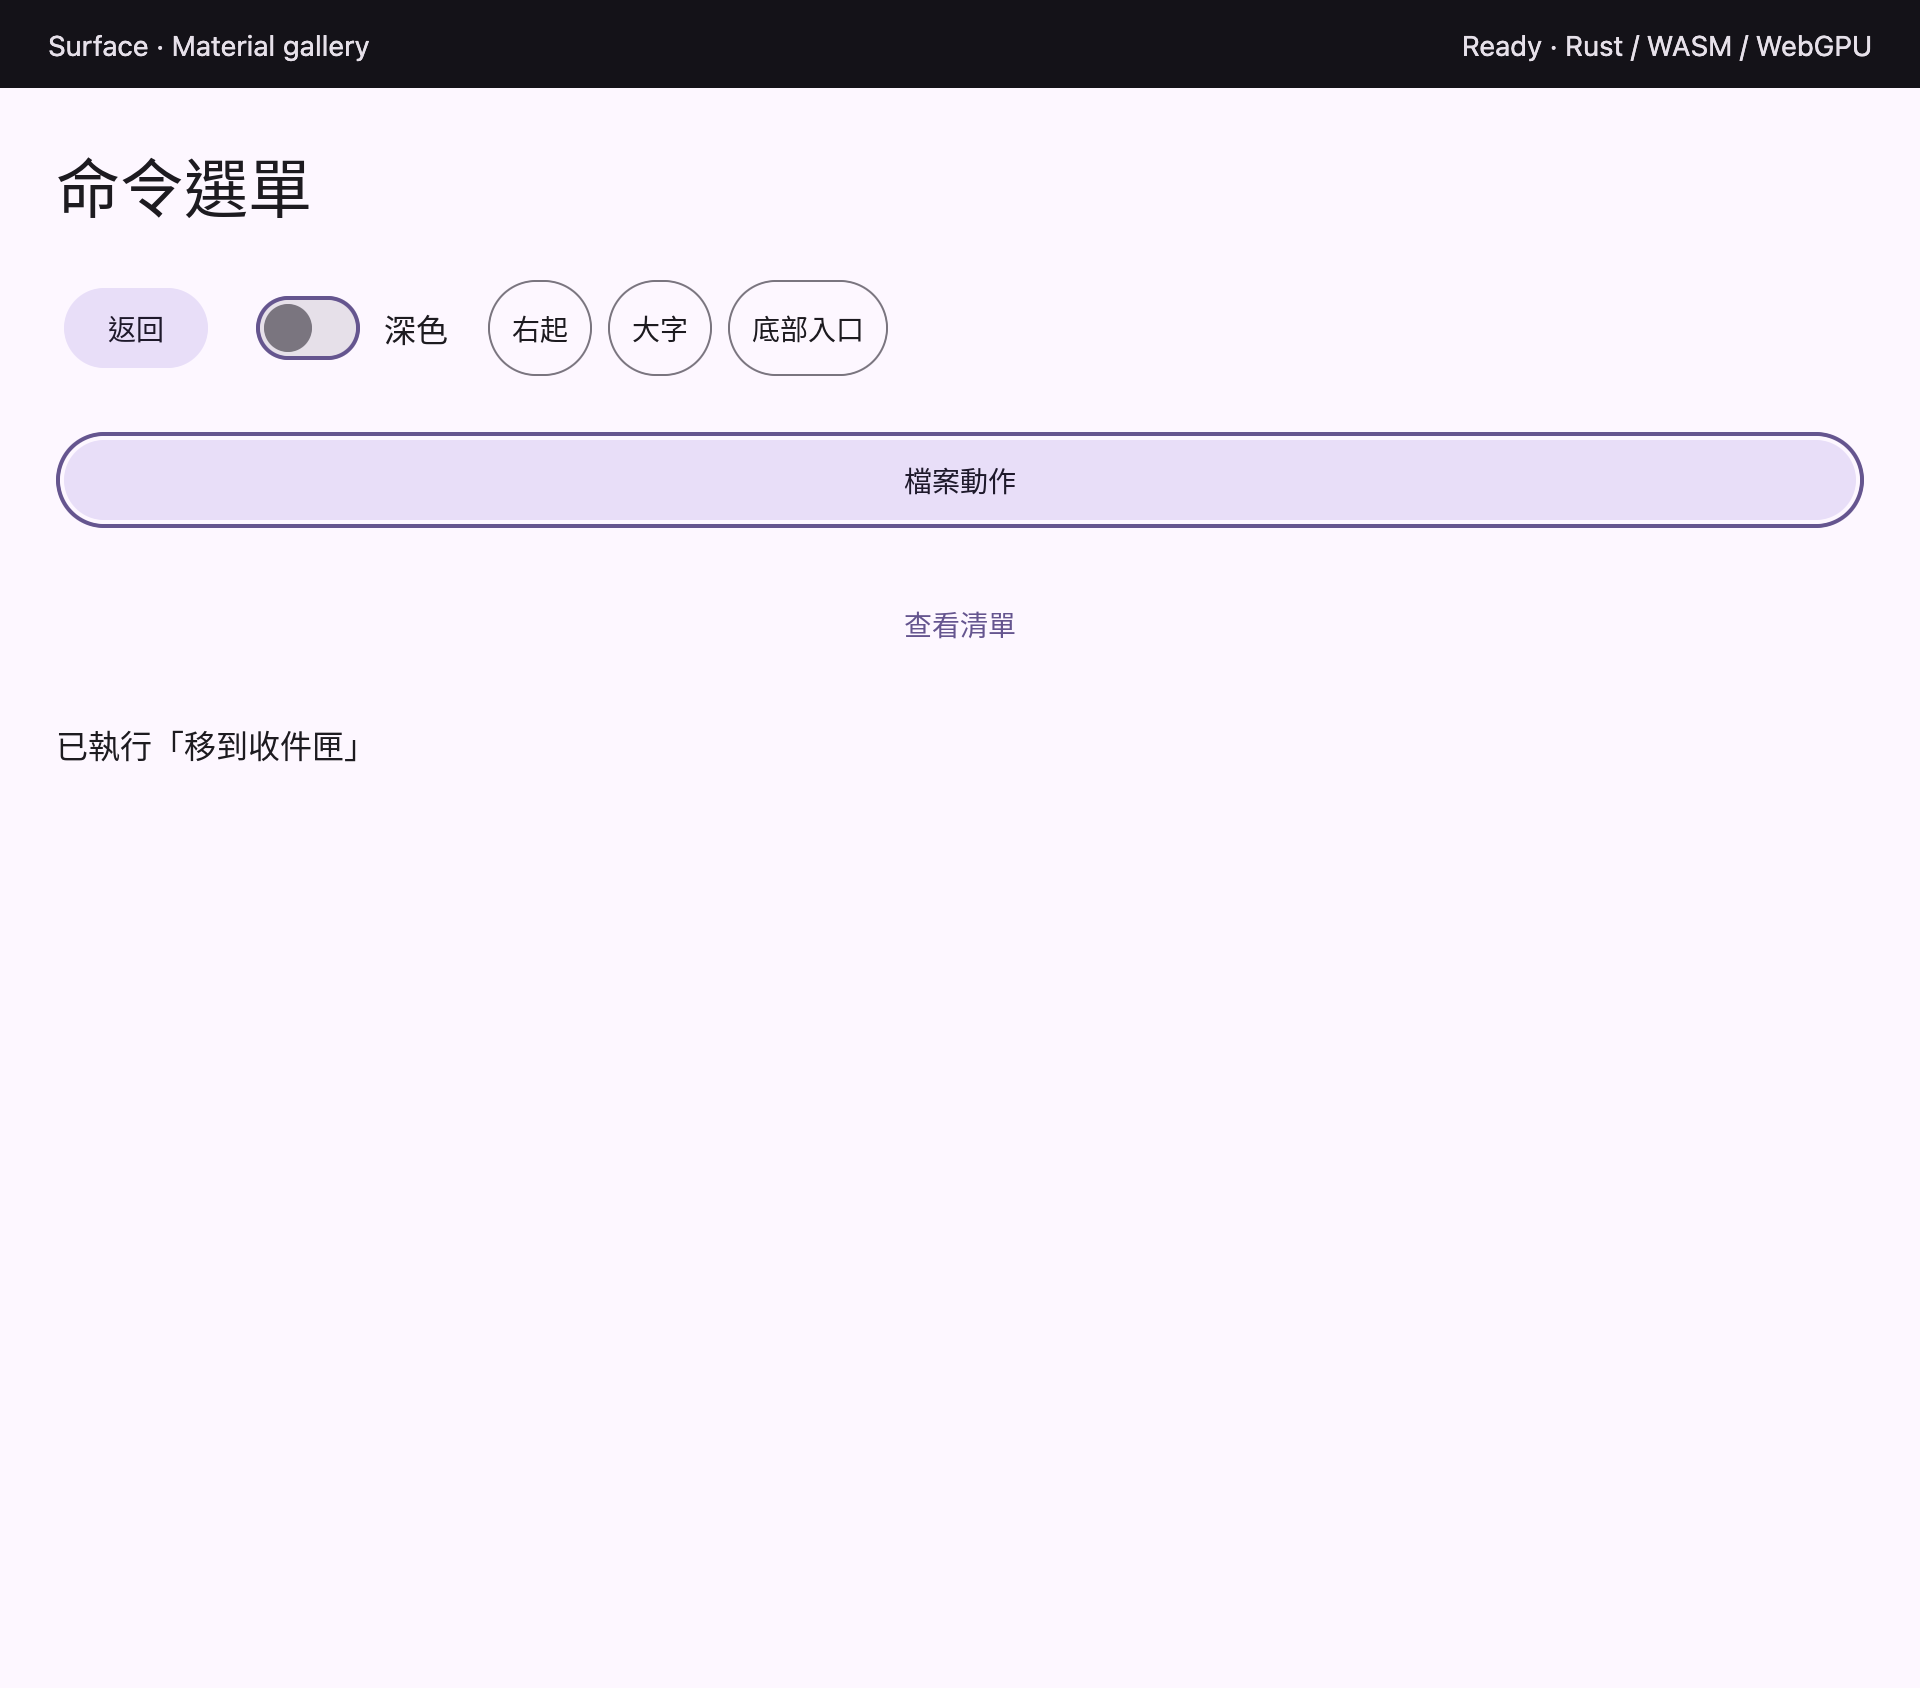 Surface · Material gallery
Ready · Rust / WASM / WebGPU
命令選單
返回 深色 右起 大字 底部入口
檔案動作
查看清單
已執行「移到收件匣」